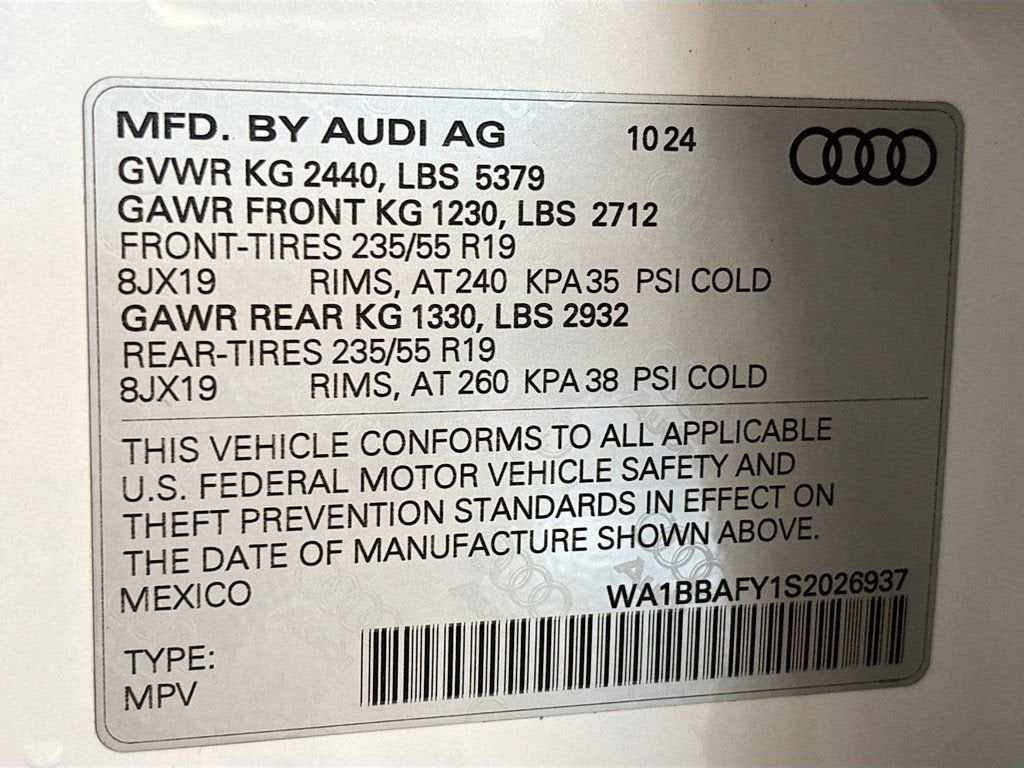 MFD. BY AUDI AG 10 24
GVWR KG 2440, LBS 5379
GAWR FRONT KG 1230, LBS 2712
FRONT-TIRES 235/55 R19
8JX19 RIMS, AT 240 KPA 35 PSI COLD
GAWR REAR KG 1330, LBS 2932
REAR-TIRES 235/55 R19
8JX19 RIMS, AT 260 KPA 38 PSI COLD
THIS VEHICLE CONFORMS TO ALL APPLICABLE
U.S. FEDERAL MOTOR VEHICLE SAFETY AND
THEFT PREVENTION STANDARDS IN EFFECT ON
THE DATE OF MANUFACTURE SHOWN ABOVE.
MEXICO WA1BBAFY1S2026937
TYPE:
MPV